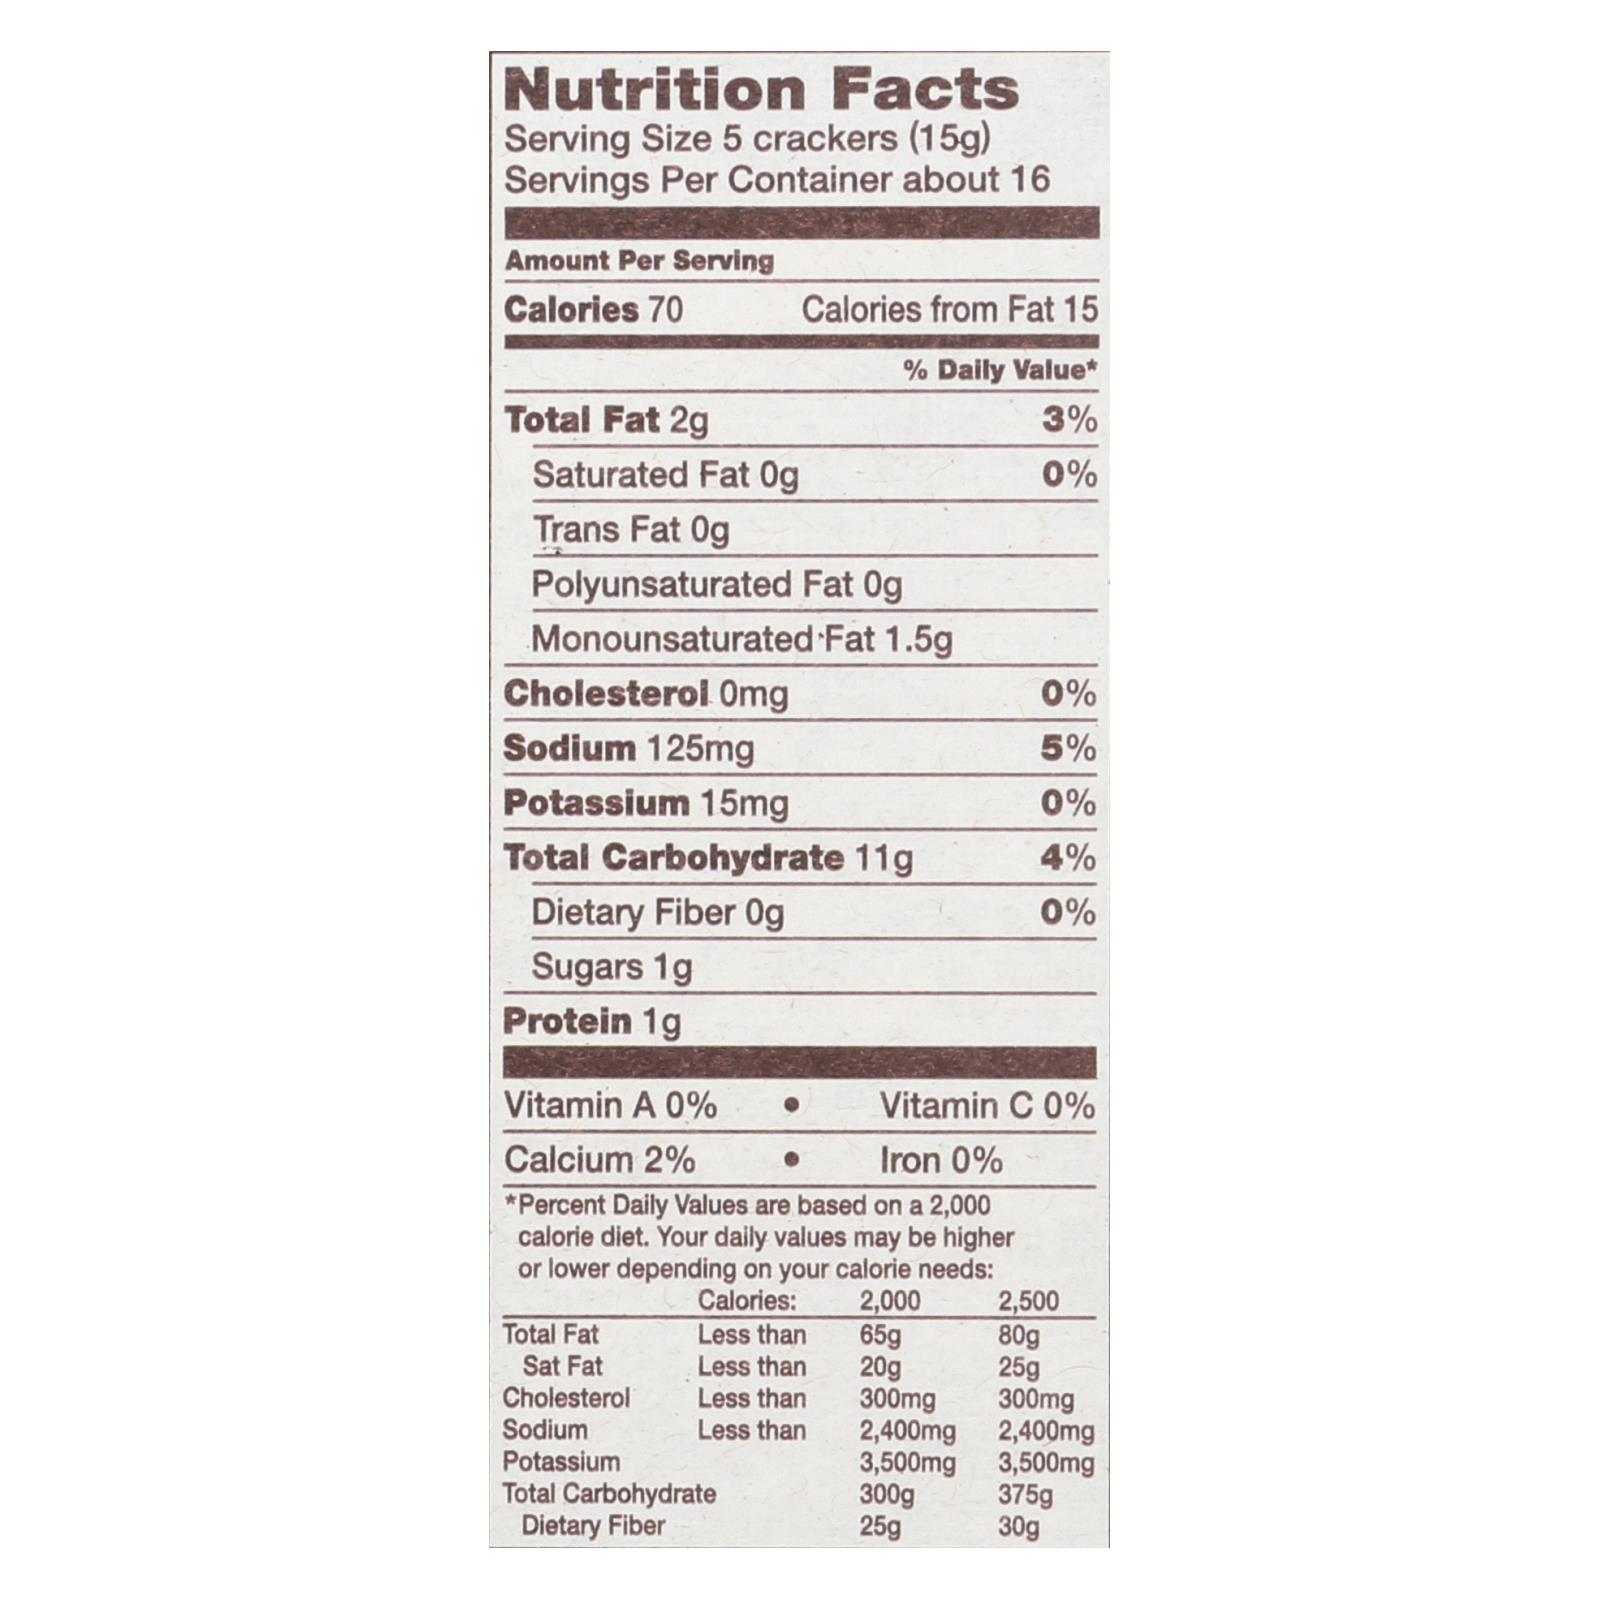 Nutrition Facts
Serving Size 5 crackers (15g)
Servings Per Container about 16
Amount Per Serving
Calories 70 Calories from Fat 15
% Daily Value*
Total Fat 2g 3%
Saturated Fat 0g 0%
Trans Fat 0g
Polyunsaturated Fat 0g
Monounsaturated Fat 1.5g
Cholesterol 0mg 0%
Sodium 125mg 5%
Potassium 15mg 0%
Total Carbohydrate 11g 4%
Dietary Fiber 0g 0%
Sugars 1g
Protein 1g
Vitamin A 0% • Vitamin C 0%
Calcium 2% • Iron 0%
*Percent Daily Values are based on a 2,000
calorie diet. Your daily values may be higher
or lower depending on your calorie needs:
Calories: 2,000 2,500
Total Fat Less than 65g 80g
Sat Fat Less than 20g 25g
Cholesterol Less than 300mg 300mg
Sodium Less than 2,400mg 2,400mg
Potassium 3,500mg 3,500mg
Total Carbohydrate 300g 375g
Dietary Fiber 25g 30g